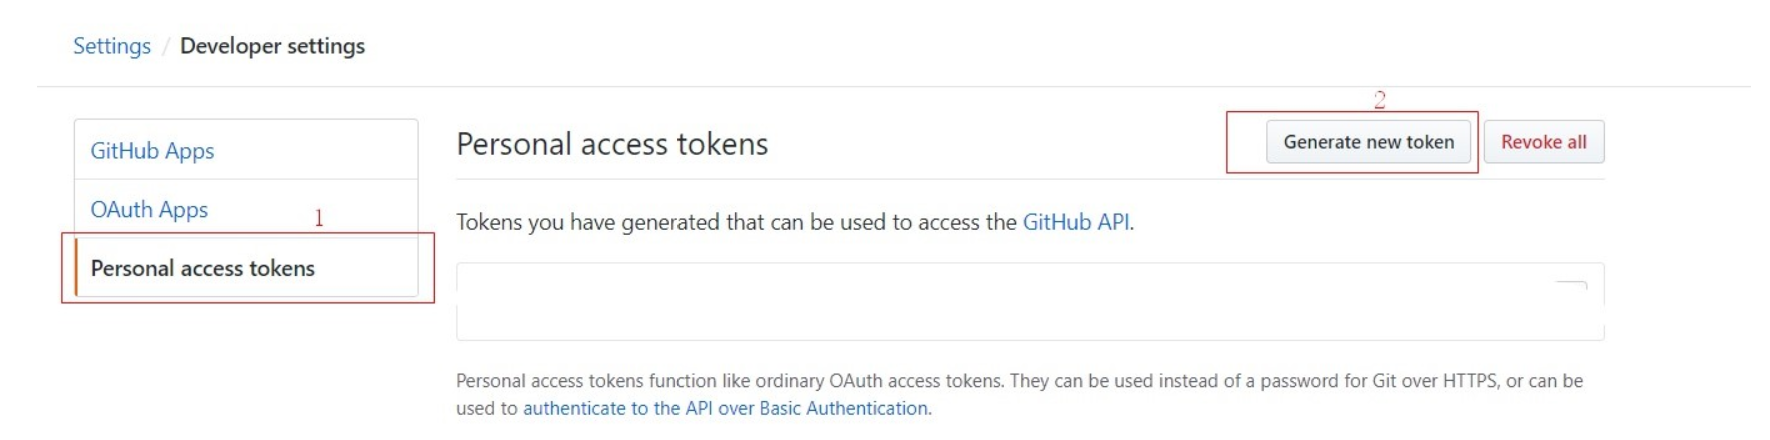 Settings / Developer settings
2
GitHub Apps
Personal access tokens
Generate new token
Revoke all
OAuth Apps
1
Tokens you have generated that can be used to access the GitHub API.
Personal access tokens
Personal access tokens function like ordinary OAuth access tokens. They can be used instead of a password for Git over HTTPS, or can be
used to authenticate to the API over Basic Authentication.